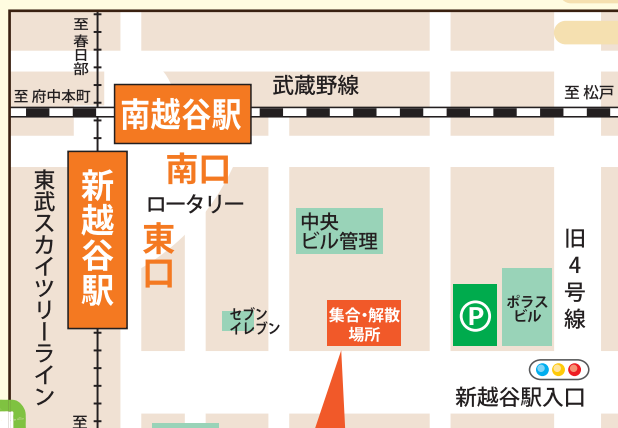 至春日部
至 府中本町
武蔵野線
至 松戸
南越谷駅
南口
ロータリー
東口
新越谷駅
東武スカイツリーライン
中央
ビル管理
セブン
イレブン
集合・解散
場所
P
ポラス
ビル
旧4号線
新越谷駅入口
至